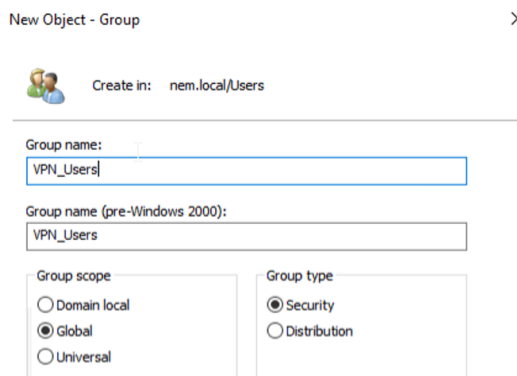 New Object - Group
Create in: nem.local/Users
Group name:
VPN_Users
Group name (pre-Windows 2000):
VPN_Users
Group scope
Group type
Domain local
Security
Global
Distribution
Universal